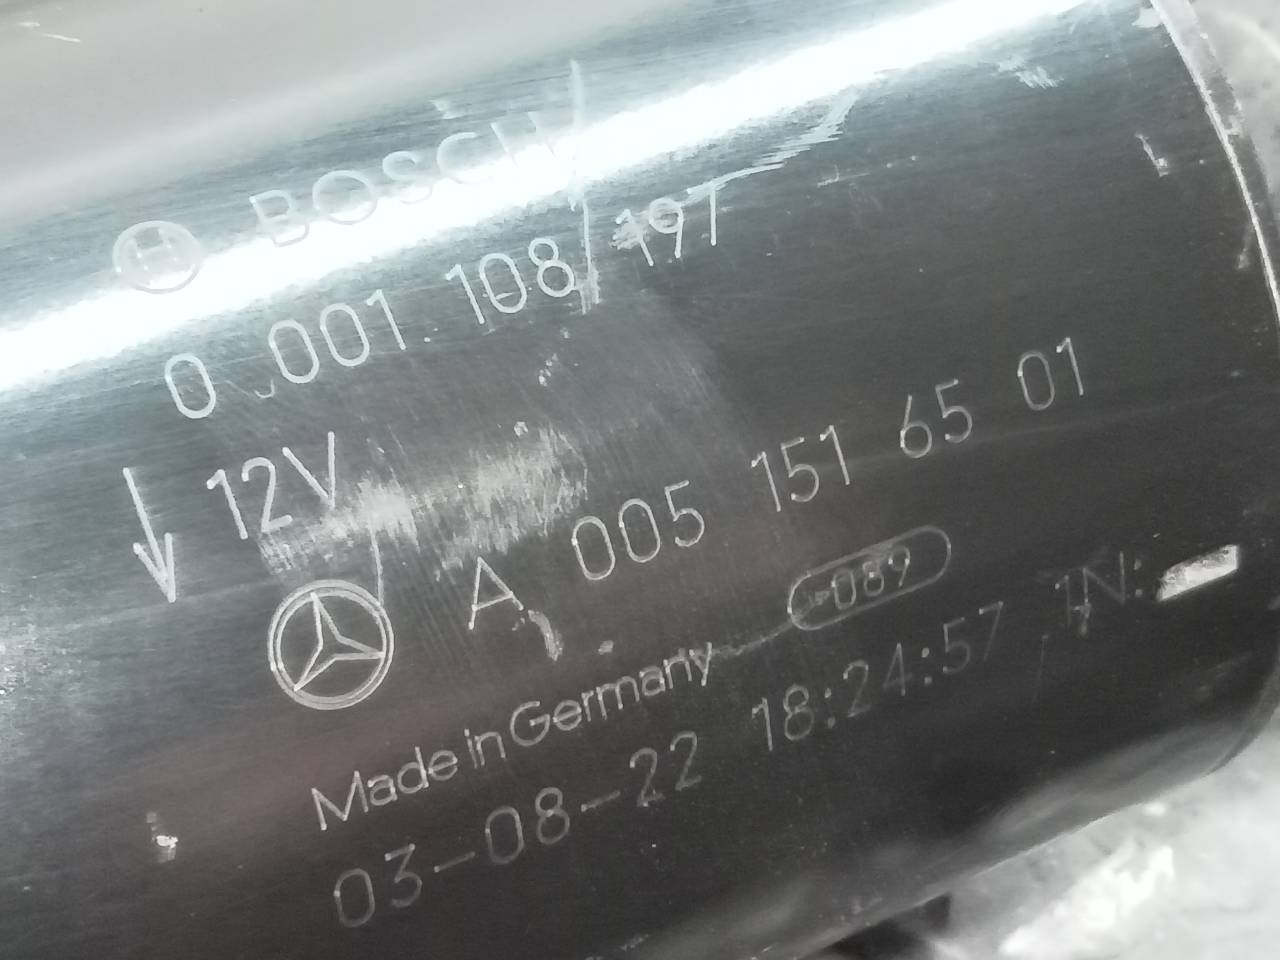 BOSCH
0 001 108 197
12V
A 005 151 65 01
089
Made in Germany
03-08-22 18:24:57 1N: